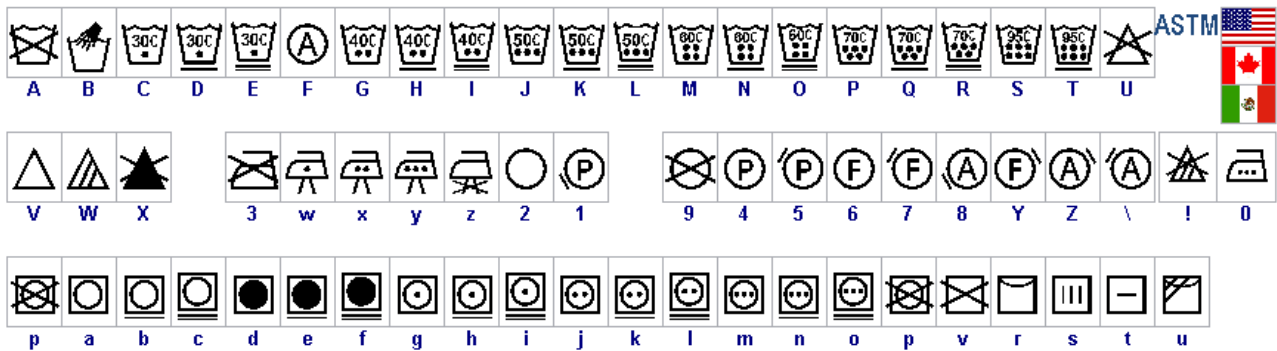 30C 30C 30C A 40C 40C 40C 50C 50C 50C 60C 60C 60C 70C 70C 70C 95C 95C ASTM
A B C D E F G H I J K L M N O P Q R S T U
P P P F F A F A A
V W X 3 w x y z 2 1 9 4 5 6 7 8 Y Z \ ! 0
p a b c d e f g h i j k l m n o p v r s t u